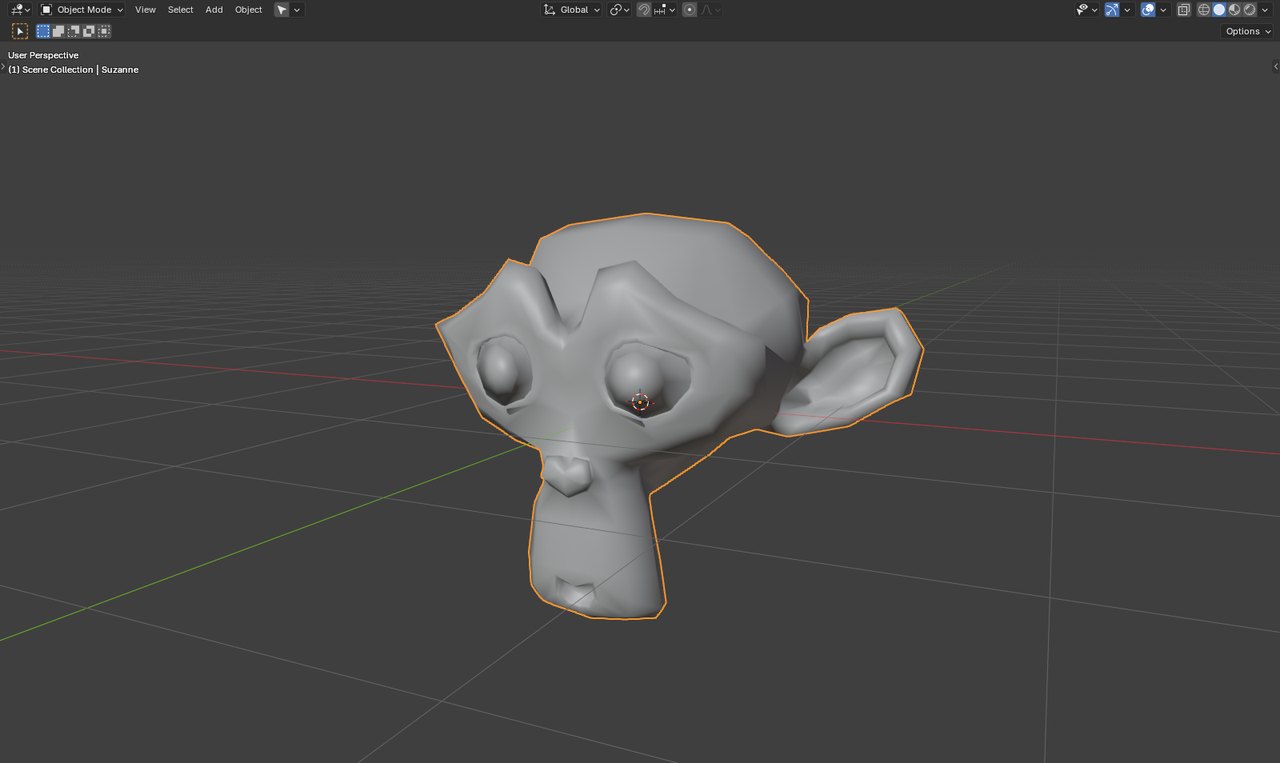 Object Mode View Select Add Object Global
Options
User Perspective
(1) Scene Collection | Suzanne